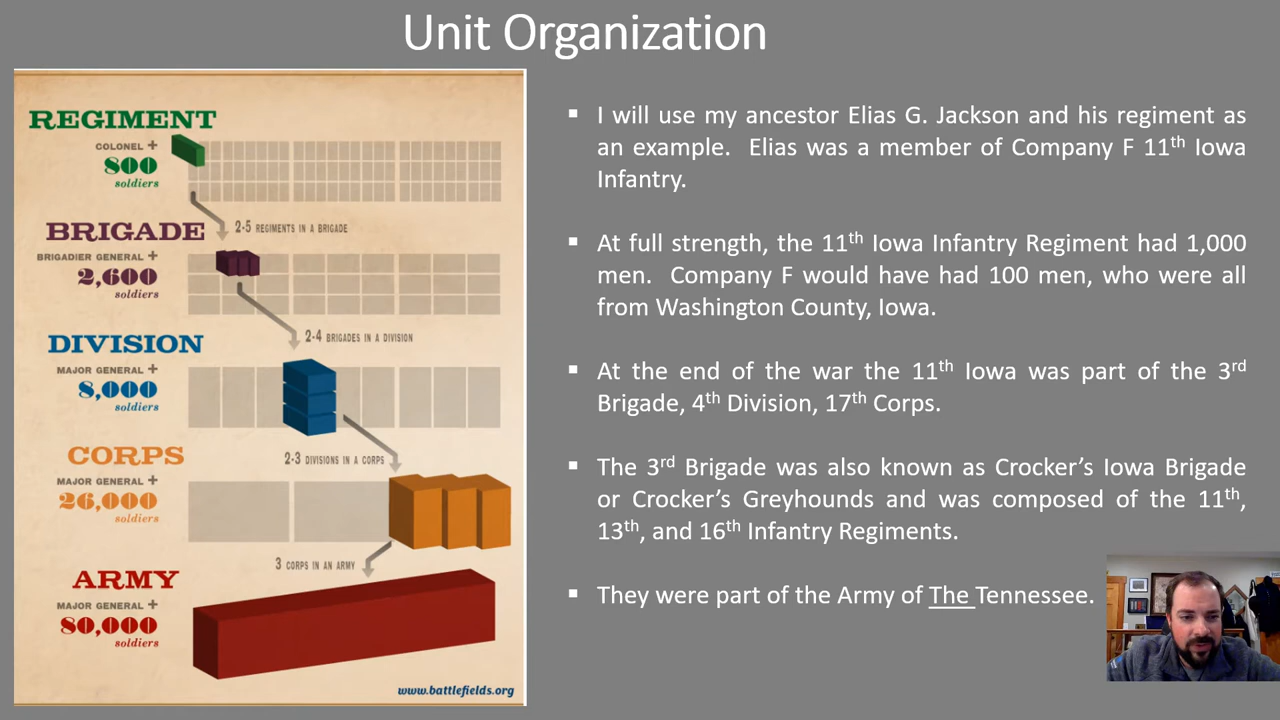 Unit Organization
REGIMENT
COLONEL +
800
soldiers
2-5 REGIMENTS IN A BRIGADE
BRIGADE
BRIGADIER GENERAL +
2,600
soldiers
2-4 BRIGADES IN A DIVISION
DIVISION
MAJOR GENERAL +
8,000
soldiers
2-3 DIVISIONS IN A CORPS
CORPS
MAJOR GENERAL +
26,000
soldiers
3 CORPS IN AN ARMY
ARMY
MAJOR GENERAL +
80,000
soldiers
www.battlefields.org
▪ I will use my ancestor Elias G. Jackson and his regiment as
an example. Elias was a member of Company F 11th Iowa
Infantry.
▪ At full strength, the 11th Iowa Infantry Regiment had 1,000
men. Company F would have had 100 men, who were all
from Washington County, Iowa.
▪ At the end of the war the 11th Iowa was part of the 3rd
Brigade, 4th Division, 17th Corps.
▪ The 3rd Brigade was also known as Crocker’s Iowa Brigade
or Crocker’s Greyhounds and was composed of the 11th,
13th, and 16th Infantry Regiments.
▪ They were part of the Army of The Tennessee.